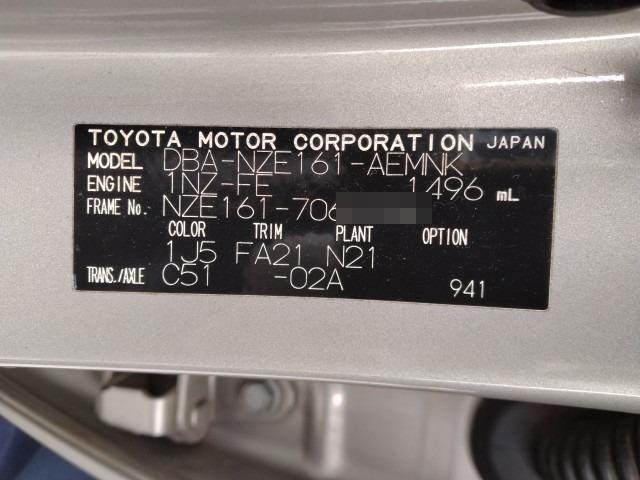 TOYOTA MOTOR CORPORATION JAPAN
MODEL DBA-NZE161-AEMNK
ENGINE 1NZ-FE 1496 mL
FRAME No. NZE161-706
COLOR TRIM PLANT OPTION
1J5 FA21 N21
TRANS./AXLE C51 -02A 941